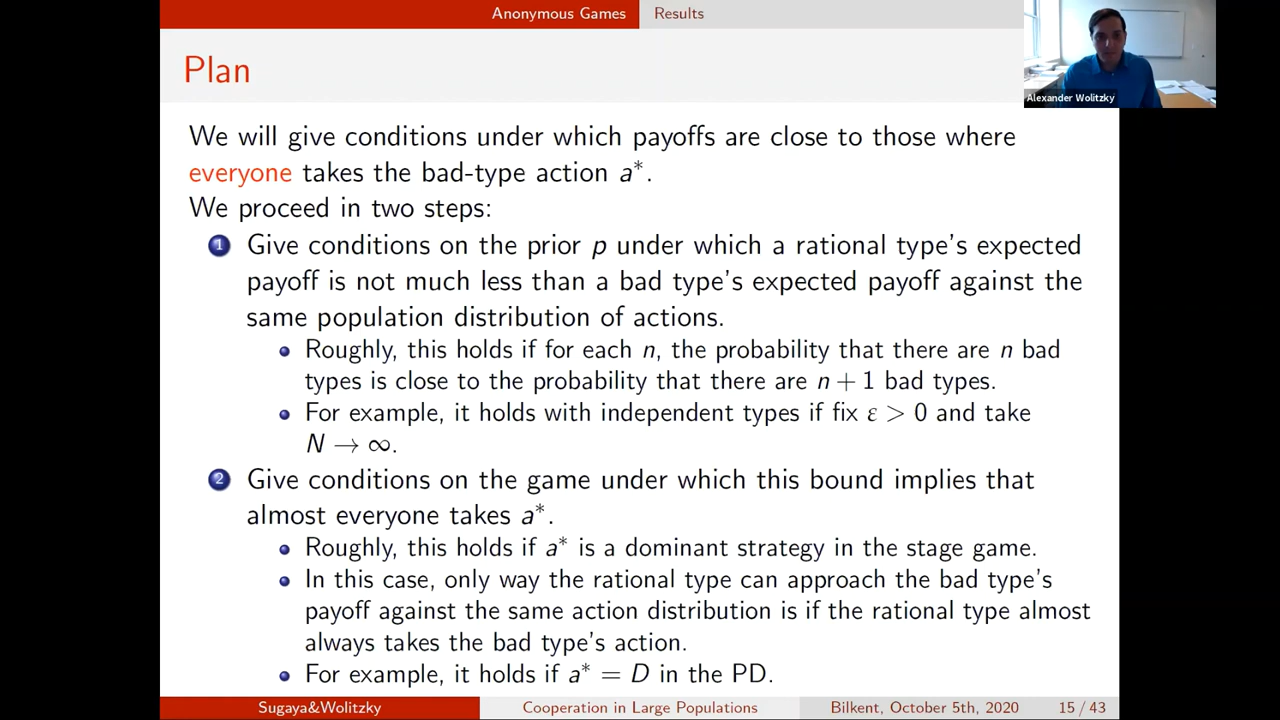 Anonymous Games Results
Plan
Alexander Wolitzky
We will give conditions under which payoffs are close to those where
everyone takes the bad-type action a*.
We proceed in two steps:
1 Give conditions on the prior p under which a rational type's expected
payoff is not much less than a bad type's expected payoff against the
same population distribution of actions.
Roughly, this holds if for each n, the probability that there are n bad
types is close to the probability that there are n + 1 bad types.
For example, it holds with independent types if fix ε > 0 and take
N → ∞.
2 Give conditions on the game under which this bound implies that
almost everyone takes a*.
Roughly, this holds if a* is a dominant strategy in the stage game.
In this case, only way the rational type can approach the bad type's
payoff against the same action distribution is if the rational type almost
always takes the bad type's action.
For example, it holds if a* = D in the PD.
Sugaya&Wolitzky Cooperation in Large Populations Bilkent, October 5th, 2020 15 / 43